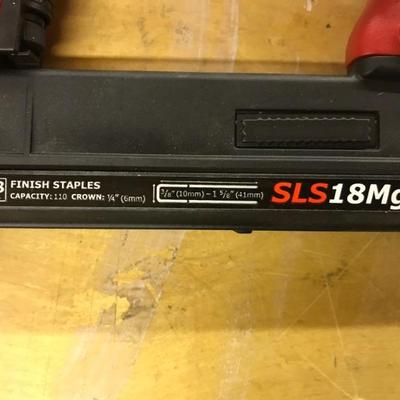 FINISH STAPLES
CAPACITY: 110 CROWN: ¼" (6mm)
3/8" (10mm) – 1 5/8" (41mm)
SLS18Mg